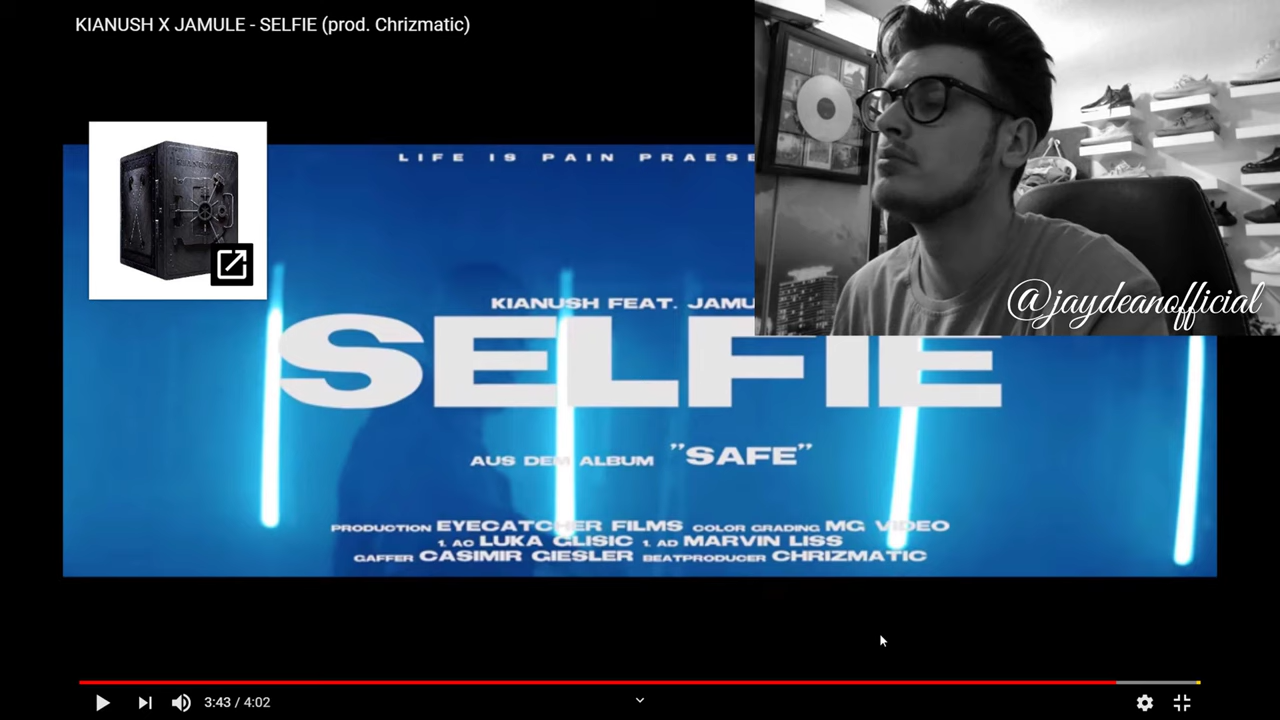 KIANUSH X JAMULE - SELFIE (prod. Chrizmatic)
LIFE IS PAIN PRAESE
KIANUSH FEAT. JAMU
SELFIE
@jaydeanofficial
AUS DEM ALBUM "SAFE"
PRODUCTION EYECATCHER FILMS COLOR GRADING MG VIDEO
1. AC LUKA GLISIC 1. AD MARVIN LISS
GAFFER CASIMIR GIESLER BEATPRODUCER CHRIZMATIC
3:43 / 4:02